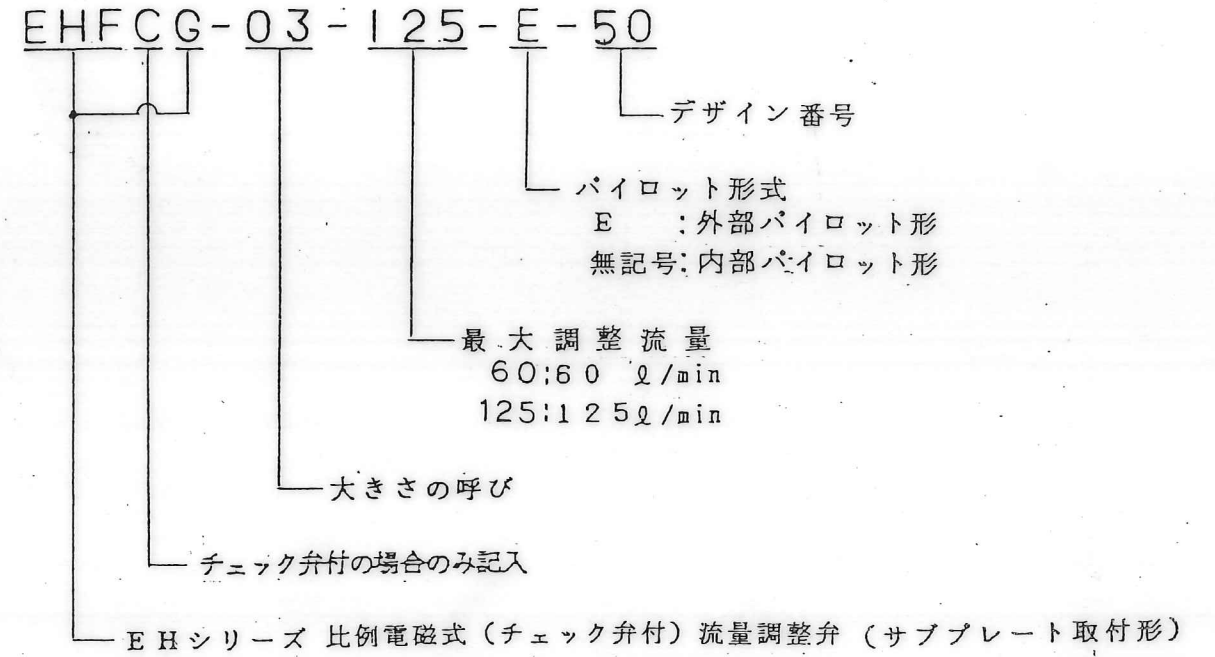 EHFCG-03-125-E-50
デザイン番号
パイロット形式
E :外部パイロット形
無記号:内部パイロット形
最大調整流量
60:60 ℓ/min
125:125ℓ/min
大きさの呼び
チェック弁付の場合のみ記入
EHシリーズ 比例電磁式(チェック弁付)流量調整弁(サブプレート取付形)